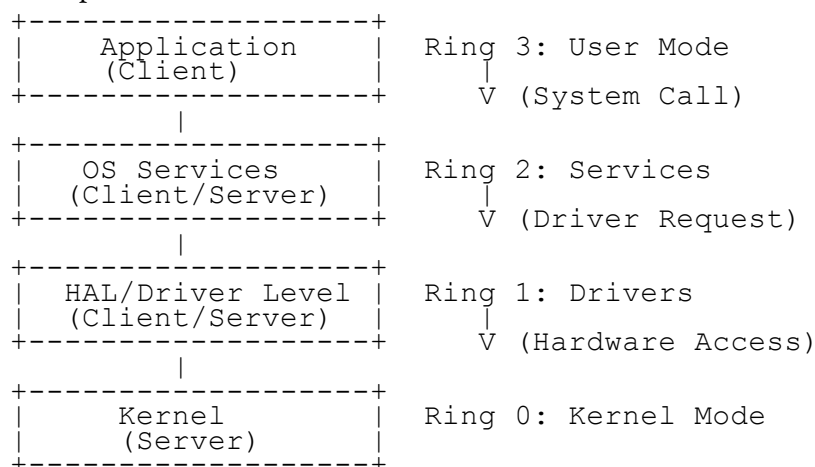 Application Ring 3: User Mode
(Client)
V (System Call)
OS Services Ring 2: Services
(Client/Server)
V (Driver Request)
HAL/Driver Level Ring 1: Drivers
(Client/Server)
V (Hardware Access)
Kernel Ring 0: Kernel Mode
(Server)